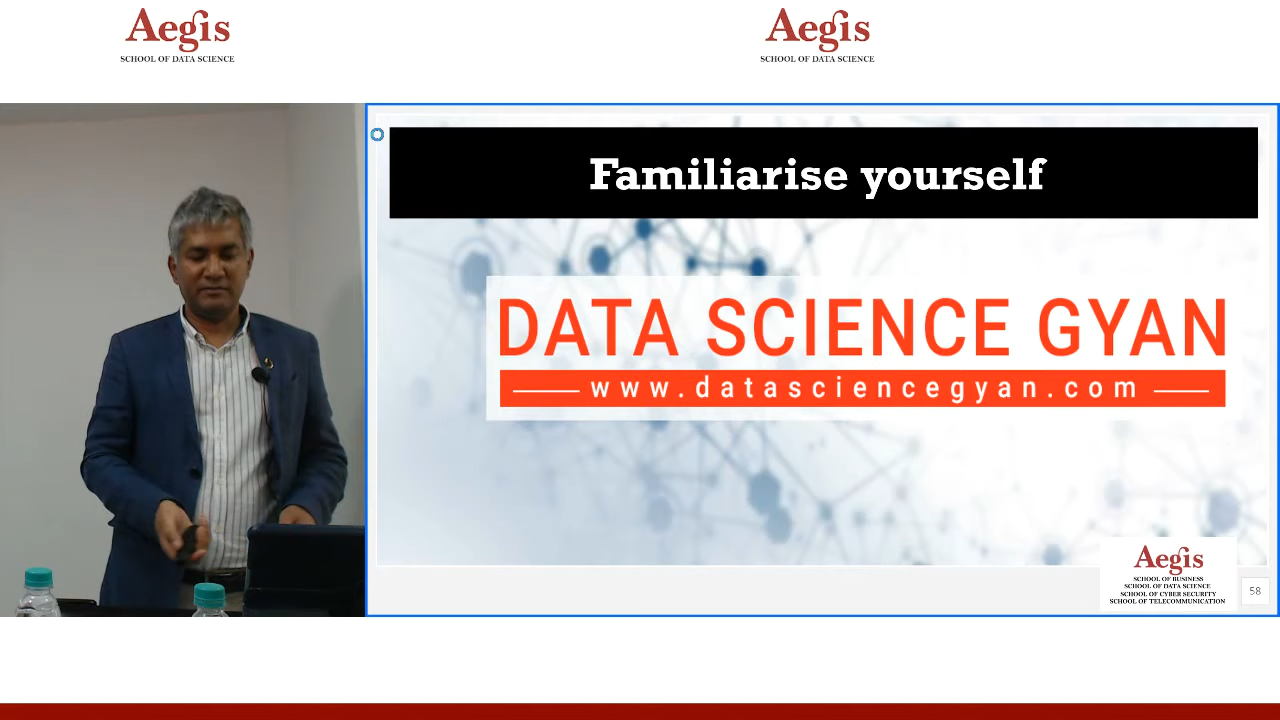 Aegis
SCHOOL OF DATA SCIENCE
Aegis
SCHOOL OF DATA SCIENCE
Familiarise yourself
DATA SCIENCE GYAN
www.datasciencegyan.com
Aegis
SCHOOL OF BUSINESS
SCHOOL OF DATA SCIENCE
SCHOOL OF CYBER SECURITY
SCHOOL OF TELECOMMUNICATION
58